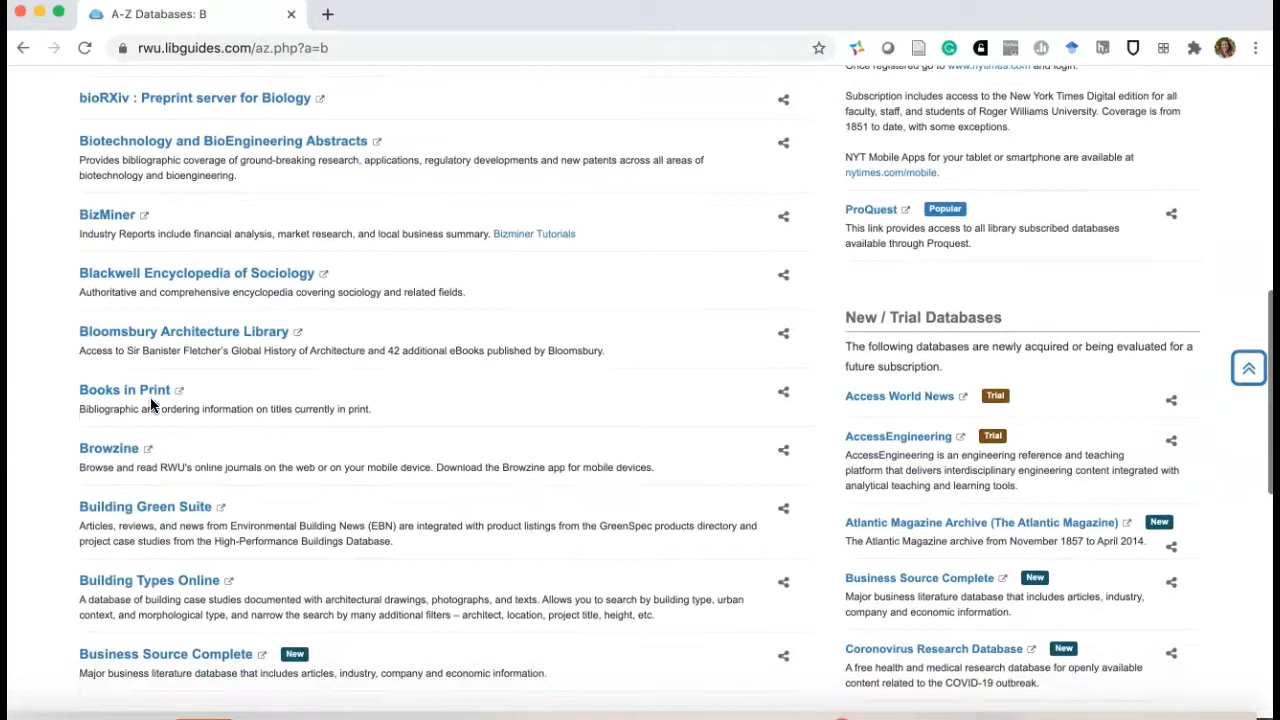 A-Z Databases: B
rwu.libguides.com/az.php?a=b
bioRXiv : Preprint server for Biology
Biotechnology and BioEngineering Abstracts
Provides bibliographic coverage of ground-breaking research, applications, regulatory developments and new patents across all areas of
biotechnology and bioengineering.
BizMiner
Industry Reports include financial analysis, market research, and local business summary. Bizminer Tutorials
Blackwell Encyclopedia of Sociology
Authoritative and comprehensive encyclopedia covering sociology and related fields.
Bloomsbury Architecture Library
Access to Sir Banister Fletcher's Global History of Architecture and 42 additional eBooks published by Bloomsbury.
Books in Print
Bibliographic and ordering information on titles currently in print.
Browzine
Browse and read RWU's online journals on the web or on your mobile device. Download the Browzine app for mobile devices.
Building Green Suite
Articles, reviews, and news from Environmental Building News (EBN) are integrated with product listings from the GreenSpec products directory and
project case studies from the High-Performance Buildings Database.
Building Types Online
A database of building case studies documented with architectural drawings, photographs, and texts. Allows you to search by building type, urban
context, and morphological type, and narrow the search by many additional filters – architect, location, project title, height, etc.
Business Source Complete New
Major business literature database that includes articles, industry, company and economic information.
Once registered go to www.nytimes.com and login.
Subscription includes access to the New York Times Digital edition for all
faculty, staff, and students of Roger Williams University. Coverage is from
1851 to date, with some exceptions.
NYT Mobile Apps for your tablet or smartphone are available at
nytimes.com/mobile.
ProQuest Popular
This link provides access to all library subscribed databases
available through Proquest.
New / Trial Databases
The following databases are newly acquired or being evaluated for a
future subscription.
Access World News Trial
AccessEngineering Trial
AccessEngineering is an engineering reference and teaching
platform that delivers interdisciplinary engineering content integrated with
analytical teaching and learning tools.
Atlantic Magazine Archive (The Atlantic Magazine) New
The Atlantic Magazine archive from November 1857 to April 2014.
Business Source Complete New
Major business literature database that includes articles, industry,
company and economic information.
Coronovirus Research Database New
A free health and medical research database for openly available
content related to the COVID-19 outbreak.